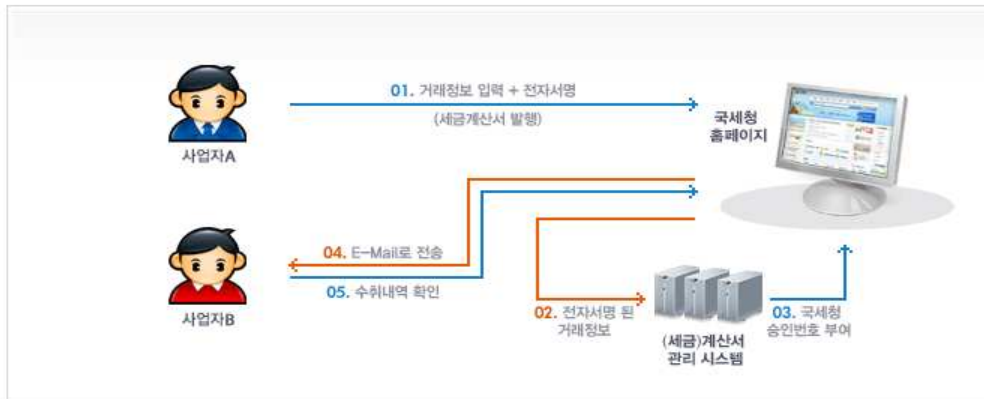 01. 거래정보 입력 + 전자서명
(세금계산서 발행)
사업자A
국세청
홈페이지
04. E-Mail로 전송
05. 수취내역 확인
사업자B
02. 전자서명 된
거래정보
(세금)계산서
관리 시스템
03. 국세청
승인번호 부여